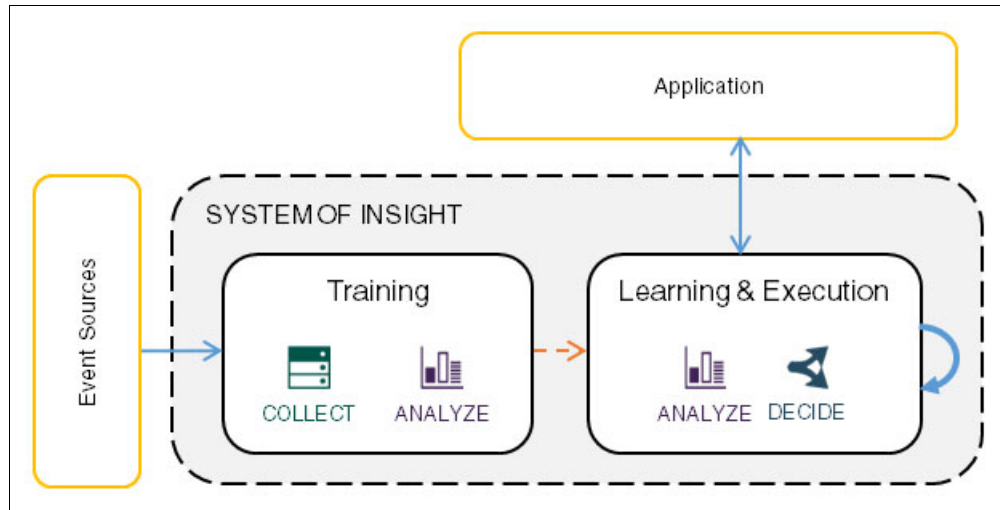 Application
SYSTEM OF INSIGHT
Event Sources
Training
COLLECT
ANALYZE
Learning & Execution
ANALYZE
DECIDE